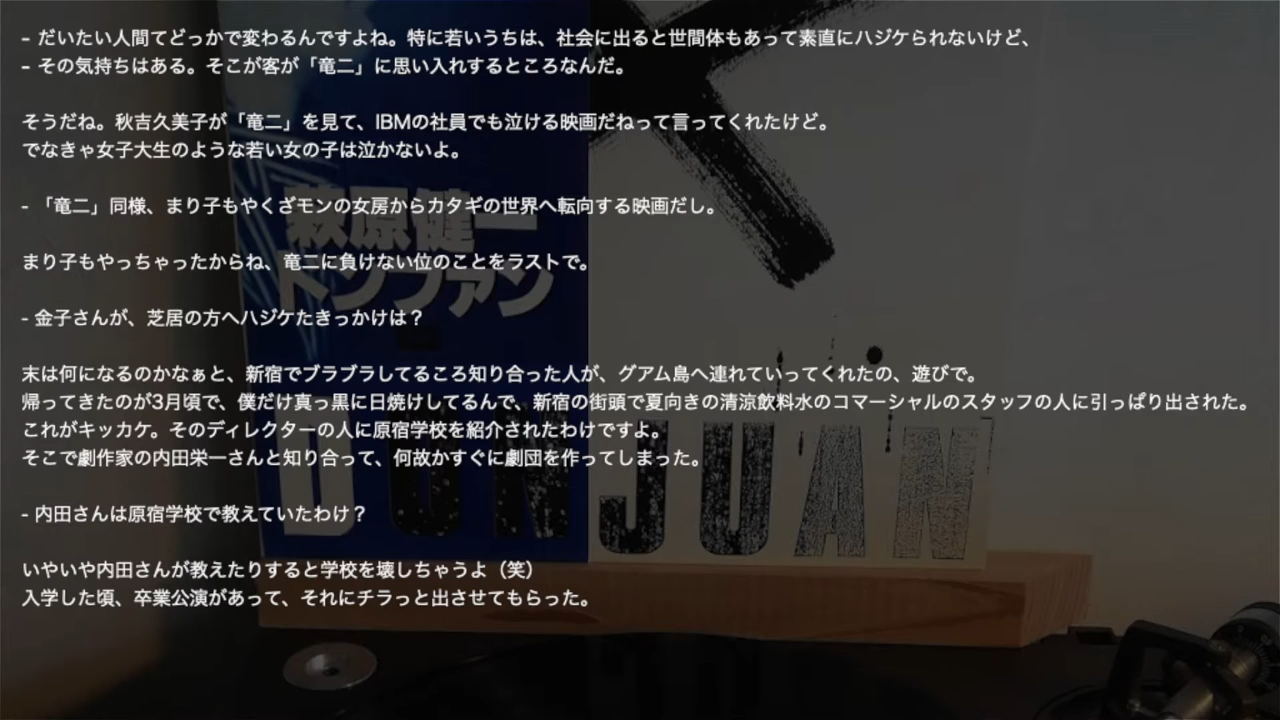 - だいたい人間てどっかで変わるんですよね。特に若いうちは、社会に出ると世間体もあって素直にハジケられないけど、
- その気持ちはある。そこが客が「竜二」に思い入れするところなんだ。
そうだね。秋吉久美子が「竜二」を見て、IBMの社員でも泣ける映画だねって言ってくれたけど。
でなきゃ女子大生のような若い女の子は泣かないよ。
- 「竜二」同様、まり子もやくざモンの女房からカタギの世界へ転向する映画だし。
まり子もやっちゃったからね、竜二に負けない位のことをラストで。
- 金子さんが、芝居の方へハジケたきっかけは？
末は何になるのかなぁと、新宿でブラブラしてるころ知り合った人が、グアム島へ連れていってくれたの、遊びで。
帰ってきたのが3月頃で、僕だけ真っ黒に日焼けしてるんで、新宿の街頭で夏向きの清涼飲料水のコマーシャルのスタッフの人に引っぱり出された。
これがキッカケ。そのディレクターの人に原宿学校を紹介されたわけですよ。
そこで劇作家の内田栄一さんと知り合って、何故かすぐに劇団を作ってしまった。
- 内田さんは原宿学校で教えていたわけ？
いやいや内田さんが教えたりすると学校を壊しちゃうよ（笑）
入学した頃、卒業公演があって、それにチラっと出させてもらった。
萩原健一
ドンファン
DON JUAN